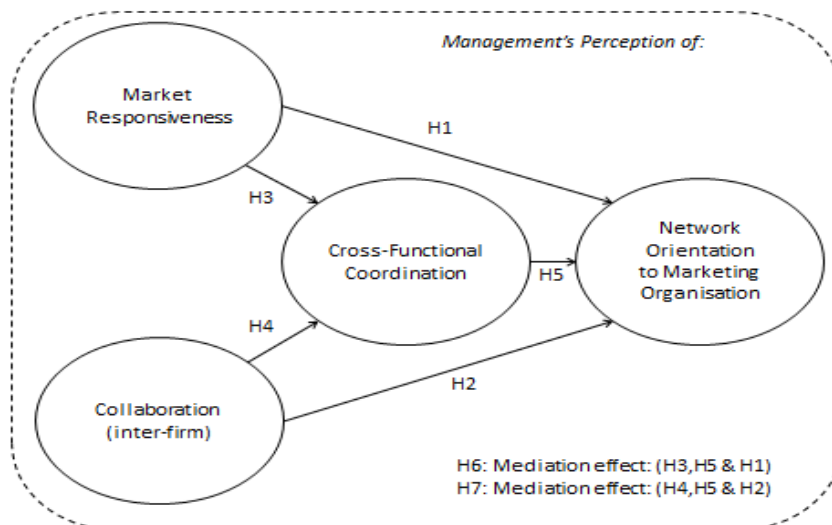 Management's Perception of:
Market
Responsiveness
H1
H3
Cross-Functional
Coordination
Network
Orientation
to Marketing
Organisation
H5
H4
H2
Collaboration
(inter-firm)
H6: Mediation effect: (H3,H5 & H1)
H7: Mediation effect: (H4,H5 & H2)